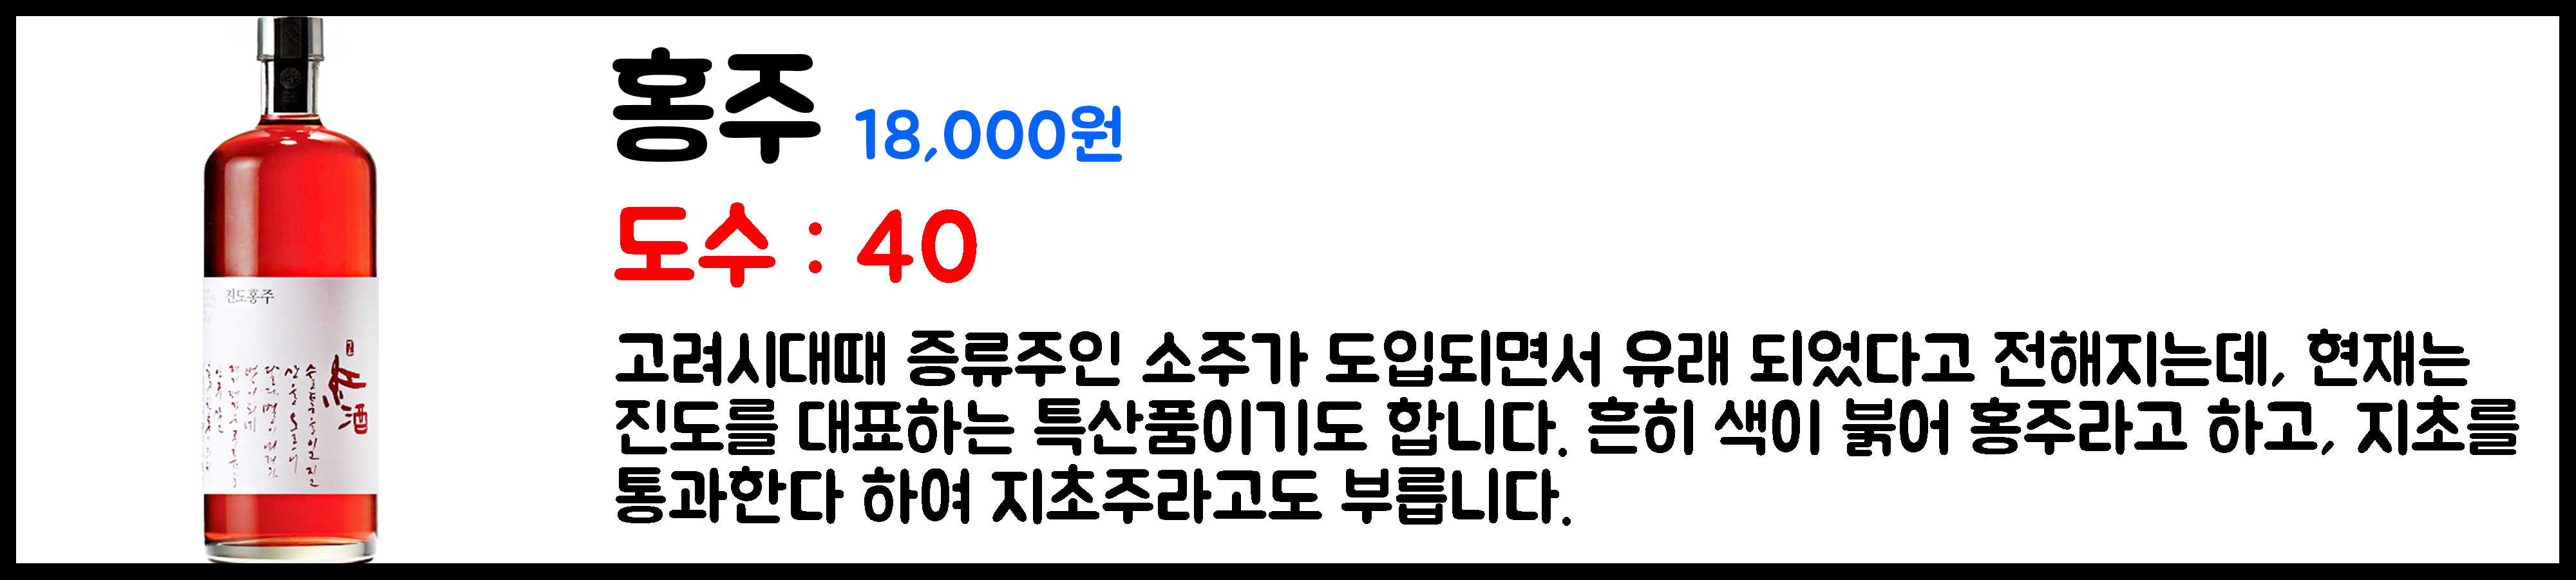 홍주 18,000원
도수 : 40
고려시대때 증류주인 소주가 도입되면서 유래 되었다고 전해지는데, 현재는
진도를 대표하는 특산품이기도 합니다. 흔히 색이 붉어 홍주라고 하고, 지초를
통과한다 하여 지초주라고도 부릅니다.
진도홍주
紅
酒